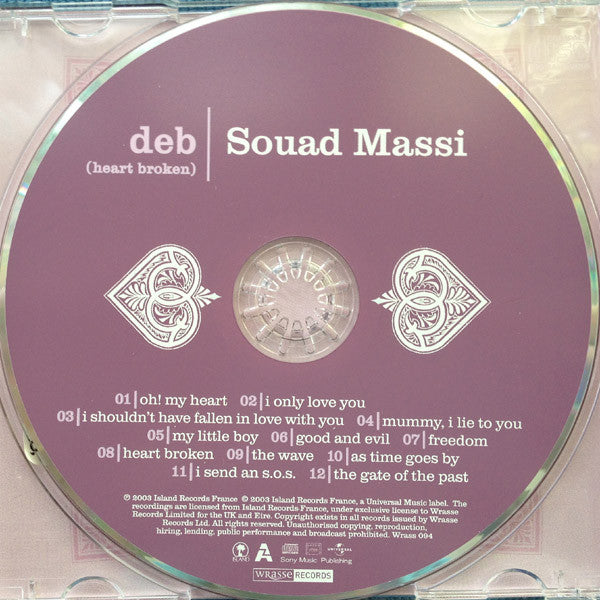 deb
(heart broken)
Souad Massi
01|oh! my heart 02|i only love you
03|i shouldn't have fallen in love with you 04|mummy, i lie to you
05|my little boy 06|good and evil 07|freedom
08|heart broken 09|the wave 10|as time goes by
11|i send an s.o.s. 12|the gate of the past
℗ 2003 Island Records France © 2003 Island Records France, a Universal Music label. The
recordings are licensed from Island Records France, under exclusive license to Wrasse
Records Limited for the UK and Eire. Copyright exists in all records issued by Wrasse
Records Ltd. All rights reserved. Unauthorised copying, reproduction,
hiring, lending, public performance and broadcast prohibited. Wrass 094
ISLAND
UNIVERSAL
Sony Music Publishing
wrasse RECORDS